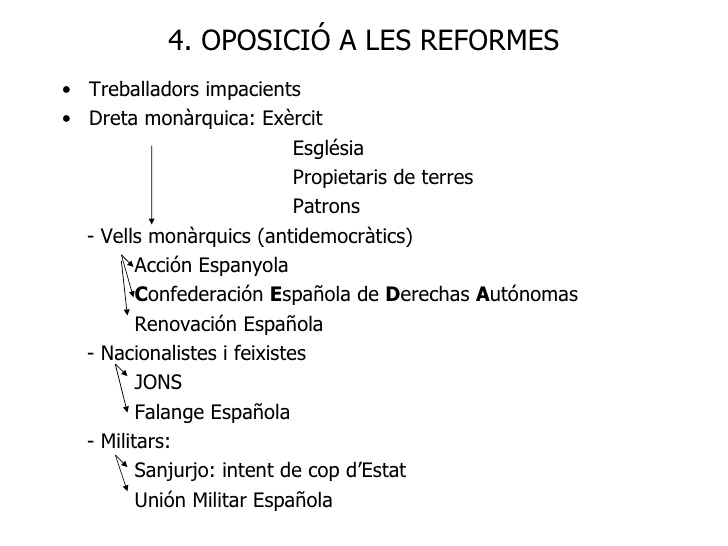 4. OPOSICIÓ A LES REFORMES
• Treballadors impacients
• Dreta monàrquica: Exèrcit
Església
Propietaris de terres
Patrons
- Vells monàrquics (antidemocràtics)
Acción Espanyola
Confederación Española de Derechas Autónomas
Renovación Española
- Nacionalistes i feixistes
JONS
Falange Española
- Militars:
Sanjurjo: intent de cop d’Estat
Unión Militar Española